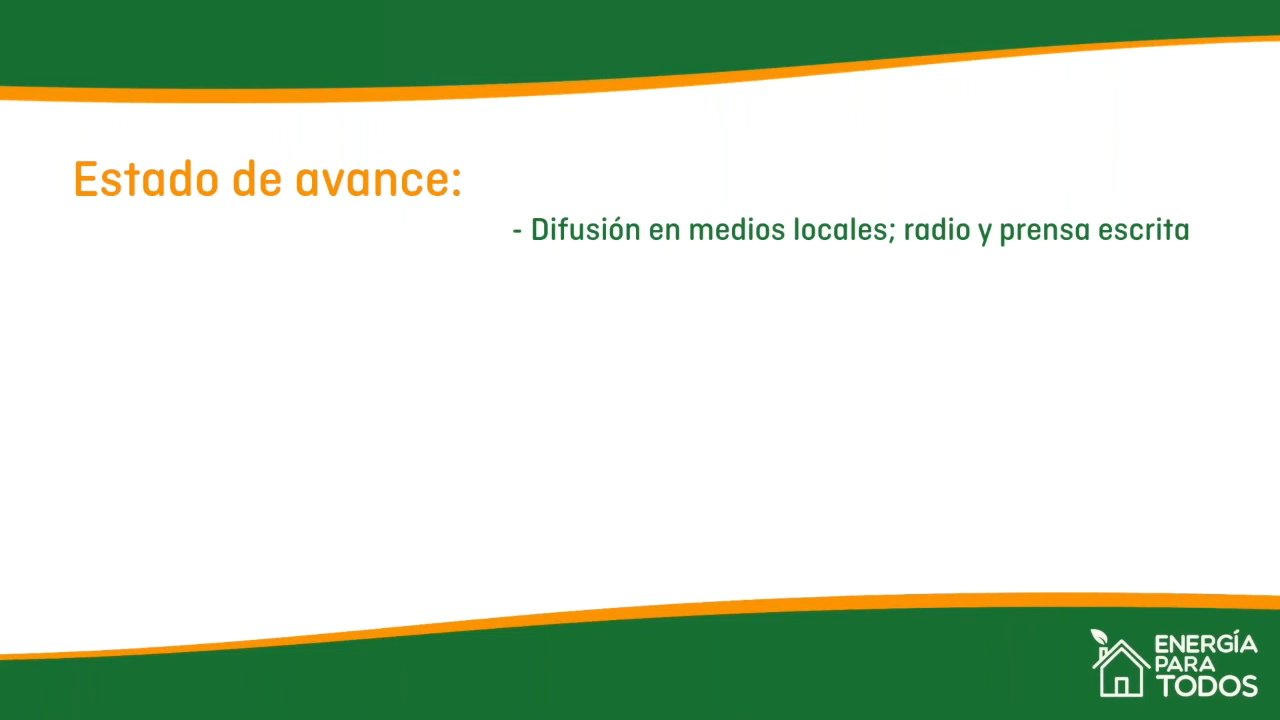 Estado de avance:
- Difusión en medios locales; radio y prensa escrita
ENERGÍA
PARA
TODOS